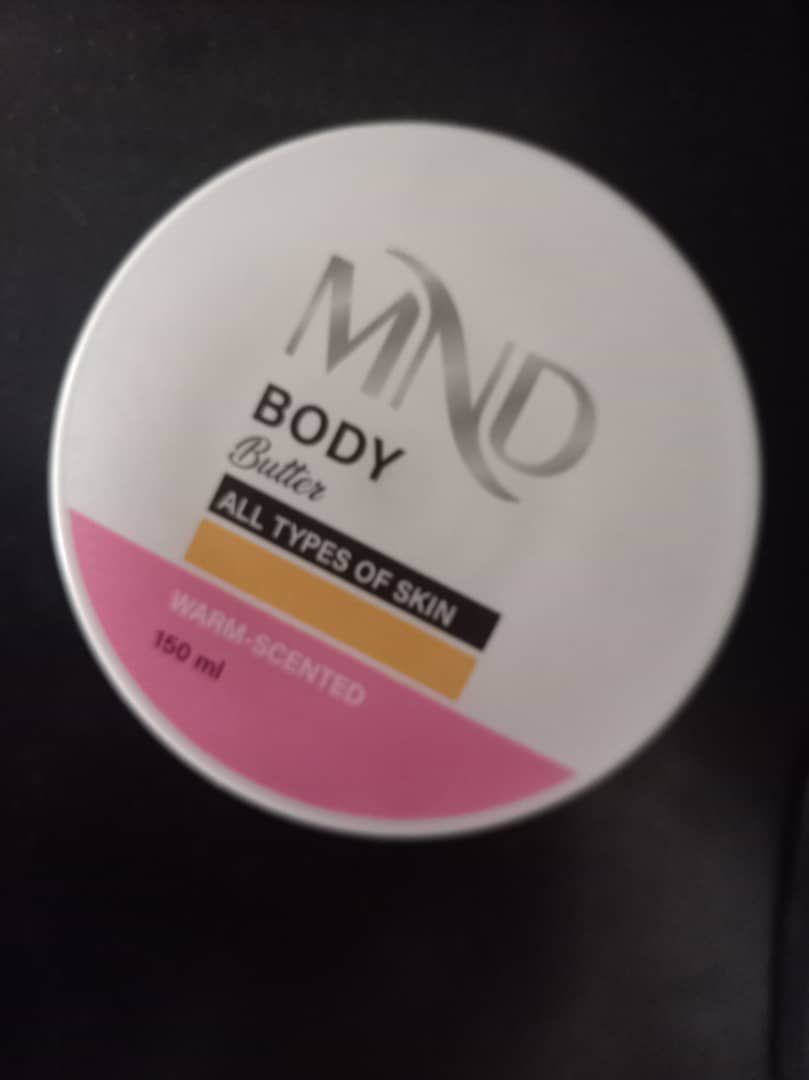 MND
BODY
Butter
ALL TYPES OF SKIN
WARM-SCENTED
150 ml